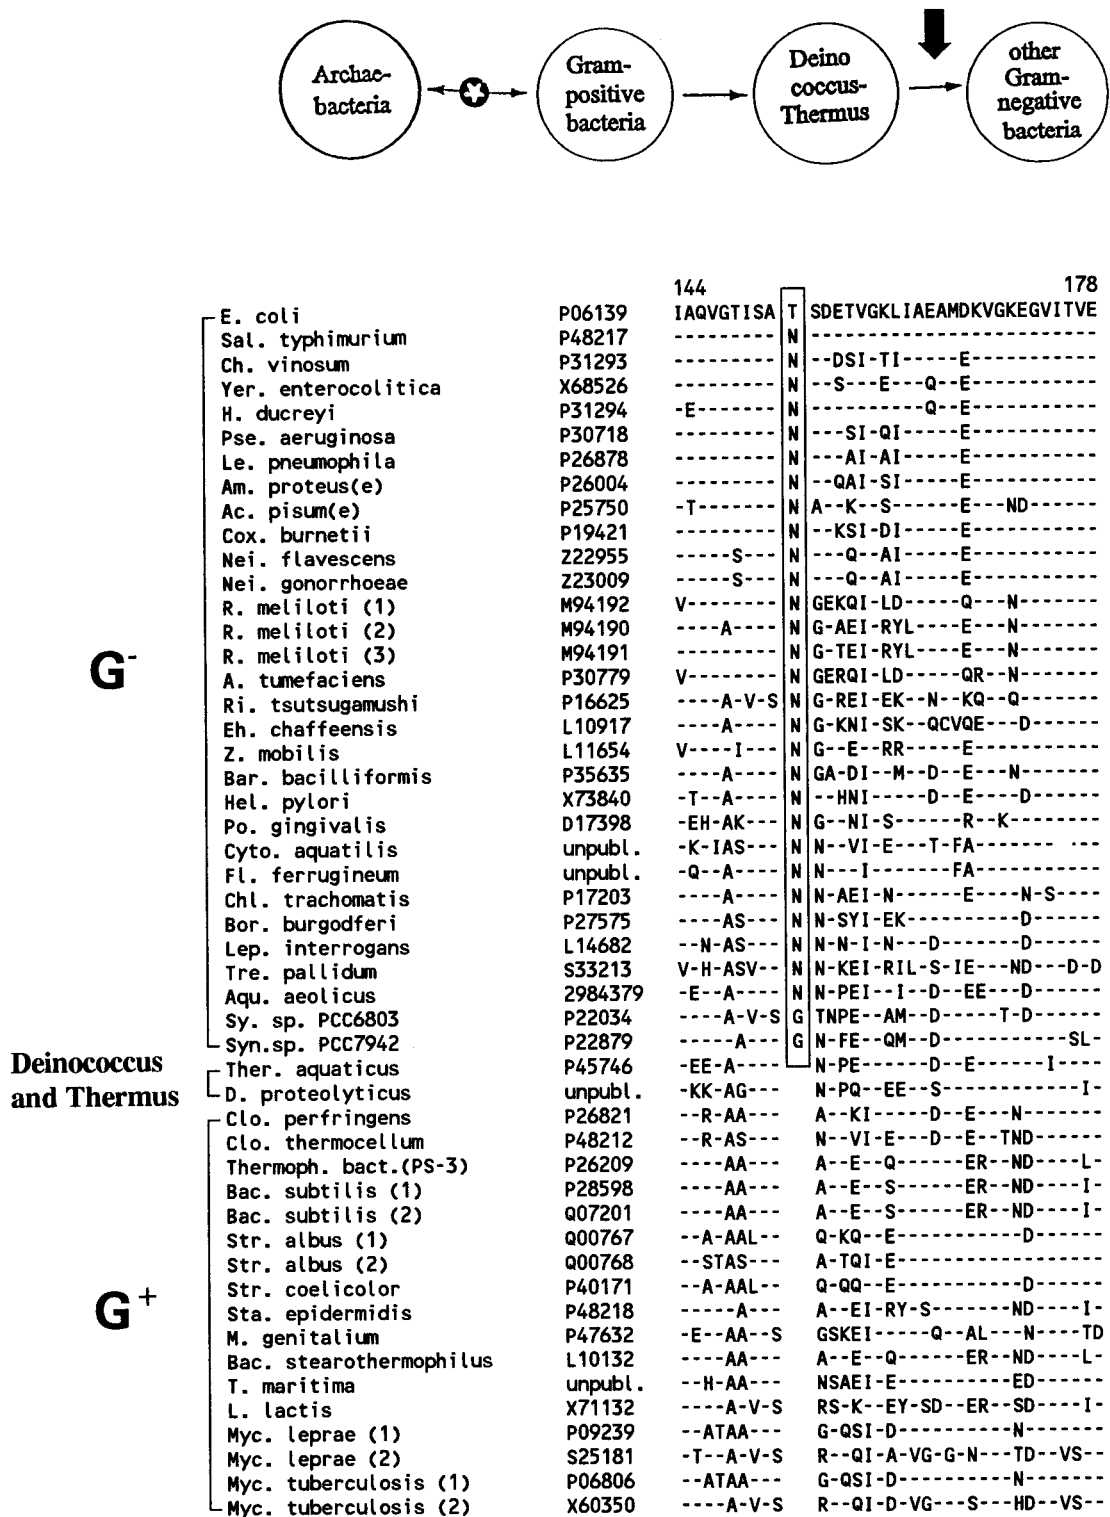 Archae-
bacteria
Gram-
positive
bacteria
Deino
coccus-
Thermus
other
Gram-
negative
bacteria
144 178
E. coli P06139 IAQVGTISA T SDETVGKLIAEAMDKVGKEGVITVE
Sal. typhimurium P48217 --------- N -----------------------------
Ch. vinosum P31293 --------- N --DSI-TI-----E--------------
Yer. enterocolitica X68526 --------- N --S---E---Q--E-----------
H. ducreyi P31294 -E------- N ----------Q--E-----------
Pse. aeruginosa P30718 --------- N ---SI-QI-----E-----------
Le. pneumophila P26878 --------- N ---AI-AI-----E-----------
Am. proteus(e) P26004 --------- N --QAI-SI-----E-----------
Ac. pisum(e) P25750 -T------- N A--K--S------E---ND------
Cox. burnetii P19421 --------- N --KSI-DI-----E-----------
Nei. flavescens Z22955 -----S--- N ---Q--AI-----E-----------
Nei. gonorrhoeae Z23009 -----S--- N ---Q--AI-----E-----------
R. meliloti (1) M94192 V-------- N GEKQI-LD-----Q---N-------
R. meliloti (2) M94190 ----A---- N G-AEI-RYL----E---N-------
R. meliloti (3) M94191 --------- N G-TEI-RYL----E---N-------
G-
A. tumefaciens P30779 V-------- N GERQI-LD-----QR--N-------
Ri. tsutsugamushi P16625 ----A-V-S N G-REI-EK--N--KQ--Q-------
Eh. chaffeensis L10917 ----A---- N G-KNI-SK--QCVQE---D-------
Z. mobilis L11654 V----I--- N G--E--RR-----E-----------
Bar. bacilliformis P35635 ----A---- N GA-DI--M--D--E---N-------
Hel. pylori X73840 -T--A---- N --HNI-----D--E----D------
Po. gingivalis D17398 -EH-AK--- N G--NI-S------R--K--------
Cyto. aquatilis unpubl. -K-IAS--- N N--VI-E---T-FA------- ---
Fl. ferrugineum unpubl. -Q--A---- N N---I-------FA------------
Chl. trachomatis P17203 ----A---- N N-AEI-N------E----N-S----
Bor. burgodferi P27575 ----AS--- N N-SYI-EK----------D------
Lep. interrogans L14682 --N-AS--- N N-N-I-N---D--------D------
Tre. pallidum S33213 V-H-ASV-- N N-KEI-RIL-S-IE---ND---D-D
Aqu. aeolicus 2984379 -E--A---- N N-PEI--I--D--EE---D------
Sy. sp. PCC6803 P22034 ----A-V-S G TNPE--AM--D------T-D------
Syn.sp. PCC7942 P22879 -----A--- G N-FE--QM--D-----------SL-
Deinococcus
and Thermus
Ther. aquaticus P45746 -EE-A---- N-PE------D--E------I----
D. proteolyticus unpubl. -KK-AG--- N-PQ--EE--S------------I-
Clo. perfringens P26821 --R-AA--- A--KI-----D--E---N-------
Clo. thermocellum P48212 --R-AS--- N--VI-E---D--E--TND------
Thermoph. bact.(PS-3) P26209 ----AA--- A--E--Q-------ER--ND----L-
Bac. subtilis (1) P28598 ----AA--- A--E--S-------ER--ND----I-
Bac. subtilis (2) Q07201 ----AA--- A--E--S-------ER--ND----I-
Str. albus (1) Q00767 --A-AAL-- Q-KQ--E------------D------
Str. albus (2) Q00768 --STAS--- A-TQI-E-------------------
Str. coelicolor P40171 --A-AAL-- Q-QQ--E------------D------
G+
Sta. epidermidis P48218 -----A--- A--EI-RY-S--------ND----I-
M. genitalium P47632 -E--AA--S GSKEI-----Q--AL---N----TD
Bac. stearothermophilus L10132 ----AA--- A--E--Q-------ER--ND----L-
T. maritima unpubl. --H-AA--- NSAEI-E-----------ED------
L. lactis X71132 ----A-V-S RS-K--EY-SD--ER--SD----I-
Myc. leprae (1) P09239 --ATAA--- G-QSI-D-----------N-------
Myc. leprae (2) S25181 -T--A-V-S R--QI-A-VG-G-N---TD--VS--
Myc. tuberculosis (1) P06806 --ATAA--- G-QSI-D-----------N-------
Myc. tuberculosis (2) X60350 ----A-V-S R--QI-D-VG---S---HD--VS--